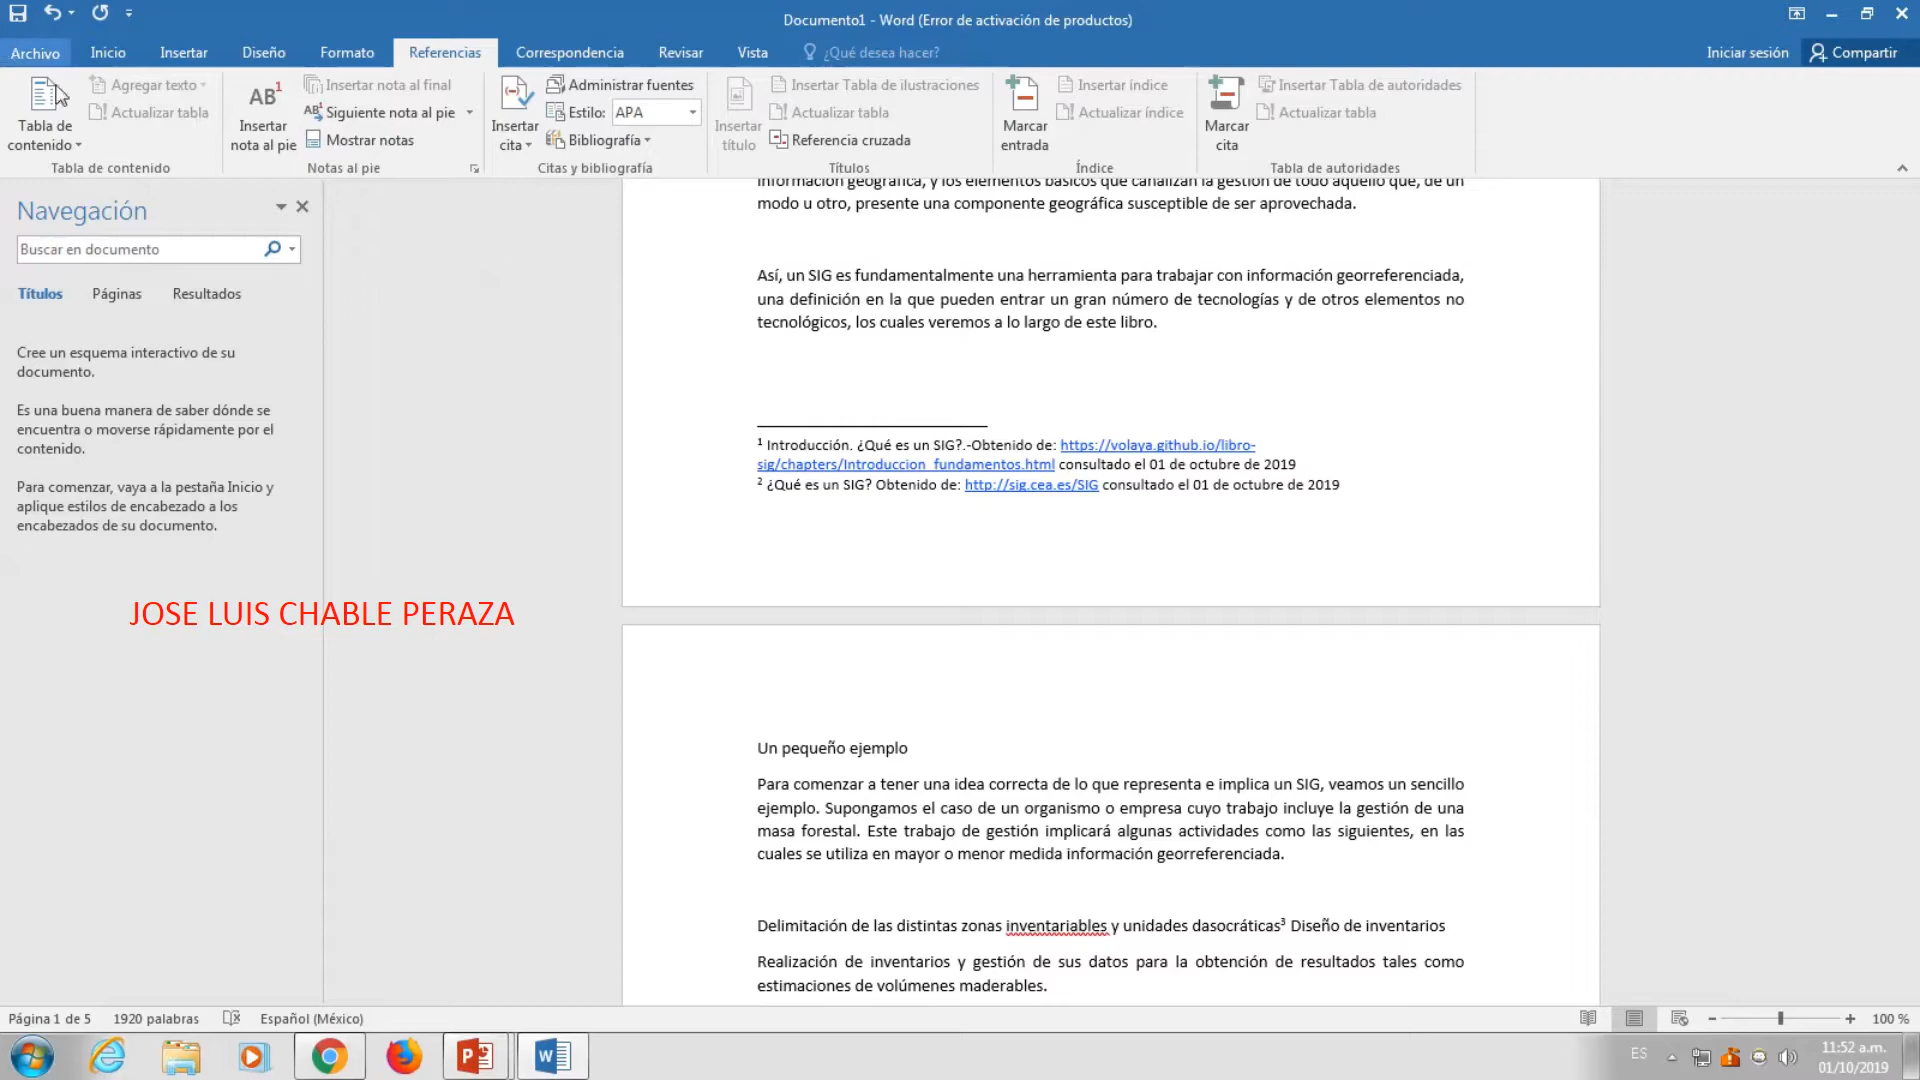 Documento1 - Word (Error de activación de productos)
Archivo Inicio Insertar Diseño Formato Referencias Correspondencia Revisar Vista ¿Qué desea hacer? Iniciar sesión Compartir
Tabla de contenido
Agregar texto
Actualizar tabla
Tabla de contenido
AB1
Insertar nota al pie
Insertar nota al final
AB1 Siguiente nota al pie
Mostrar notas
Notas al pie
Insertar cita
Administrar fuentes
Estilo: APA
Bibliografía
Citas y bibliografía
Insertar título
Insertar Tabla de ilustraciones
Actualizar tabla
Referencia cruzada
Títulos
Marcar entrada
Insertar índice
Actualizar índice
Índice
Marcar cita
Insertar Tabla de autoridades
Actualizar tabla
Tabla de autoridades
Navegación
Buscar en documento
Títulos Páginas Resultados
Cree un esquema interactivo de su
documento.
Es una buena manera de saber dónde se
encuentra o moverse rápidamente por el
contenido.
Para comenzar, vaya a la pestaña Inicio y
aplique estilos de encabezado a los
encabezados de su documento.
JOSE LUIS CHABLE PERAZA
información geográfica, y los elementos básicos que canalizan la gestión de todo aquello que, de un
modo u otro, presente una componente geográfica susceptible de ser aprovechada.
Así, un SIG es fundamentalmente una herramienta para trabajar con información georreferenciada,
una definición en la que pueden entrar un gran número de tecnologías y de otros elementos no
tecnológicos, los cuales veremos a lo largo de este libro.
1 Introducción. ¿Qué es un SIG?.-Obtenido de: https://volaya.github.io/libro-
sig/chapters/Introduccion_fundamentos.html consultado el 01 de octubre de 2019
2 ¿Qué es un SIG? Obtenido de: http://sig.cea.es/SIG consultado el 01 de octubre de 2019
Un pequeño ejemplo
Para comenzar a tener una idea correcta de lo que representa e implica un SIG, veamos un sencillo
ejemplo. Supongamos el caso de un organismo o empresa cuyo trabajo incluye la gestión de una
masa forestal. Este trabajo de gestión implicará algunas actividades como las siguientes, en las
cuales se utiliza en mayor o menor medida información georreferenciada.
Delimitación de las distintas zonas inventariables y unidades dasocráticas3 Diseño de inventarios
Realización de inventarios y gestión de sus datos para la obtención de resultados tales como
estimaciones de volúmenes maderables.
Página 1 de 5 1920 palabras Español (México) 100 %
ES
11:52 a.m.
01/10/2019